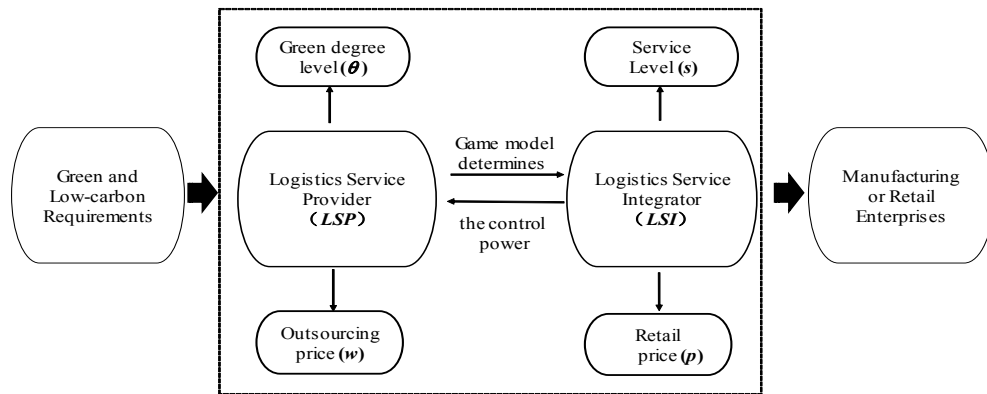 Green degree
level(θ)
Service
Level(s)
Green and
Low-carbon
Requirements
Logistics Service
Provider
(LSP)
Game model
determines
the control
power
Logistics Service
Integrator
(LSI)
Manufacturing
or Retail
Enterprises
Outsourcing
price(w)
Retail
price(p)